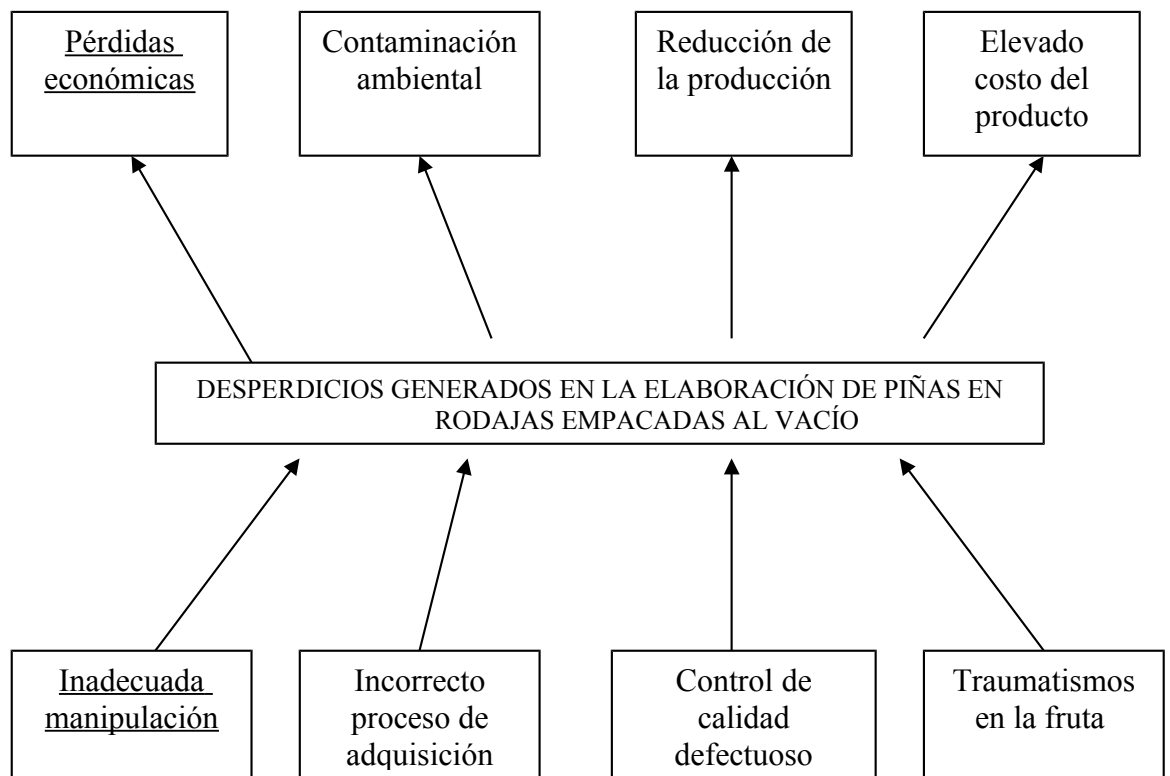 Pérdidas
económicas
Contaminación
ambiental
Reducción de
la producción
Elevado
costo del
producto
DESPERDICIOS GENERADOS EN LA ELABORACIÓN DE PIÑAS EN
RODAJAS EMPACADAS AL VACÍO
Inadecuada
manipulación
Incorrecto
proceso de
adquisición
Control de
calidad
defectuoso
Traumatismos
en la fruta